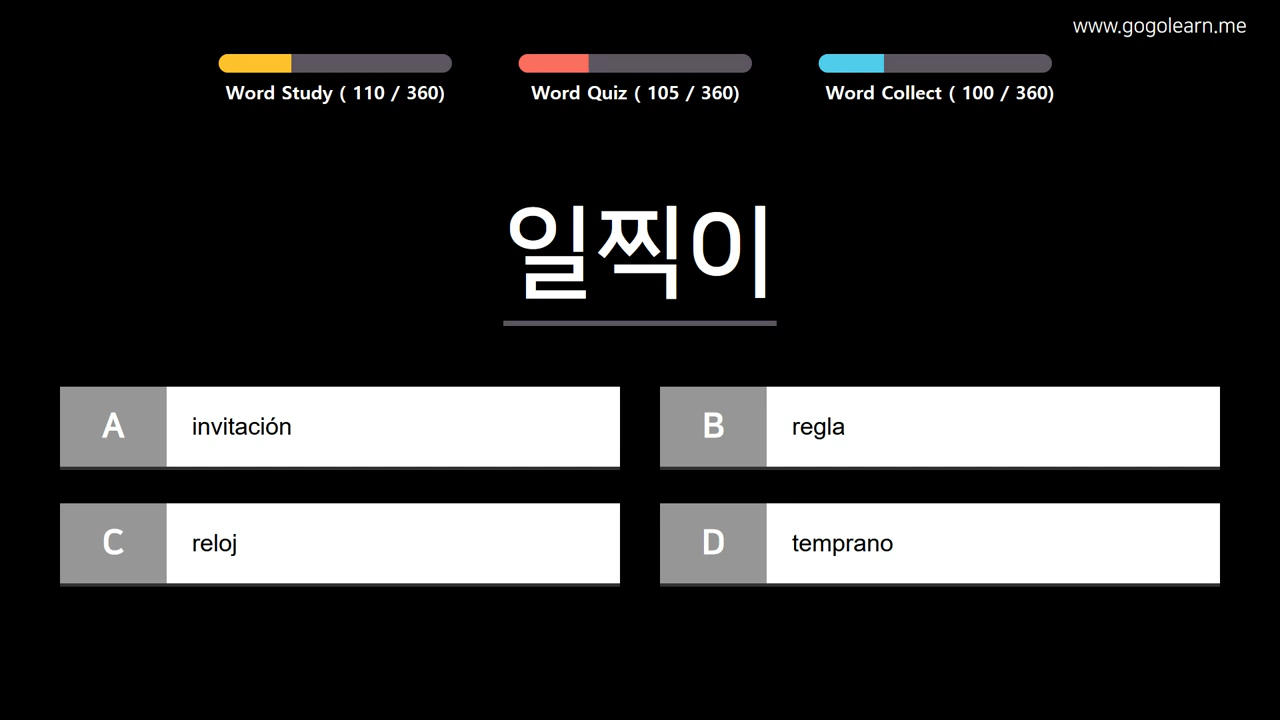 www.gogolearn.me
Word Study ( 110 / 360)
Word Quiz ( 105 / 360)
Word Collect ( 100 / 360)
일찍이
A
invitación
B
regla
C
reloj
D
temprano